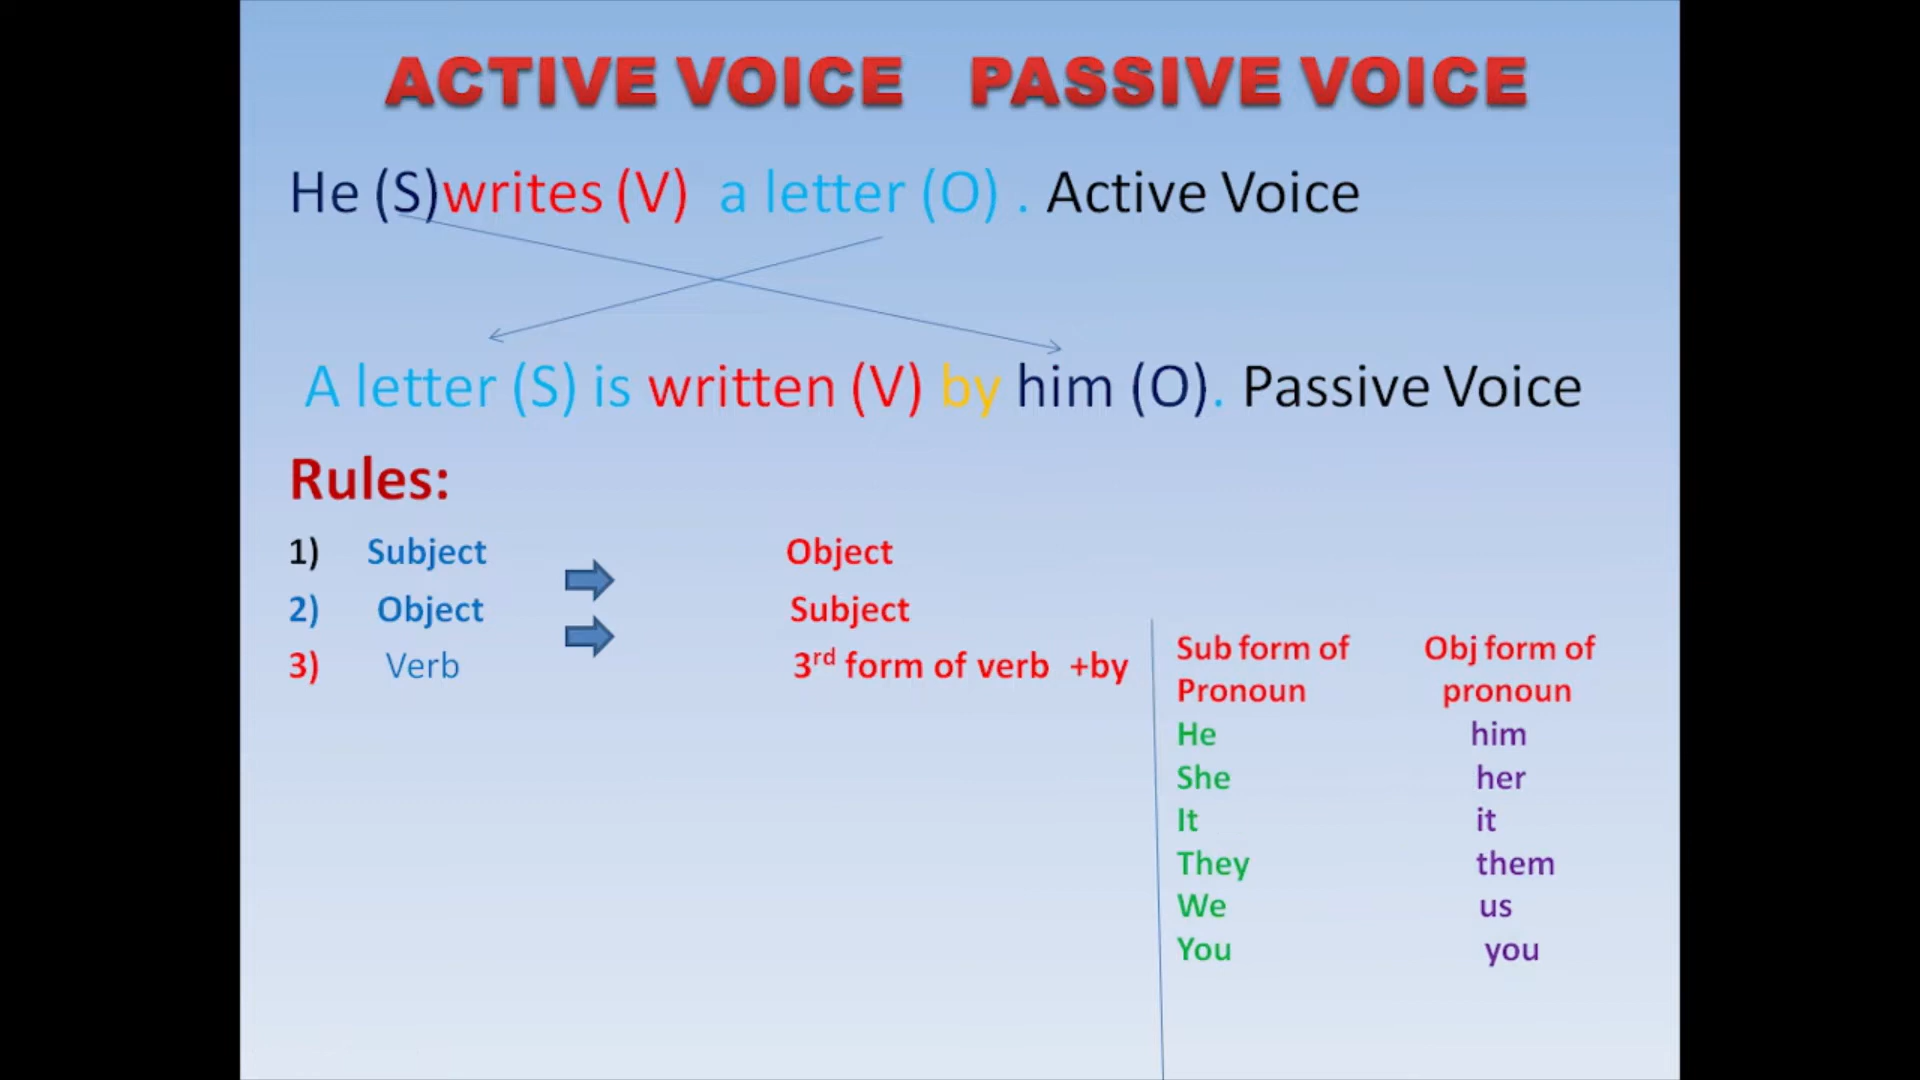 ACTIVE VOICE PASSIVE VOICE
He (S)writes (V) a letter (O) . Active Voice
A letter (S) is written (V) by him (O). Passive Voice
Rules:
1) Subject Object
2) Object Subject
3) Verb 3rd form of verb +by
Sub form of Obj form of
Pronoun pronoun
He him
She her
It it
They them
We us
You you